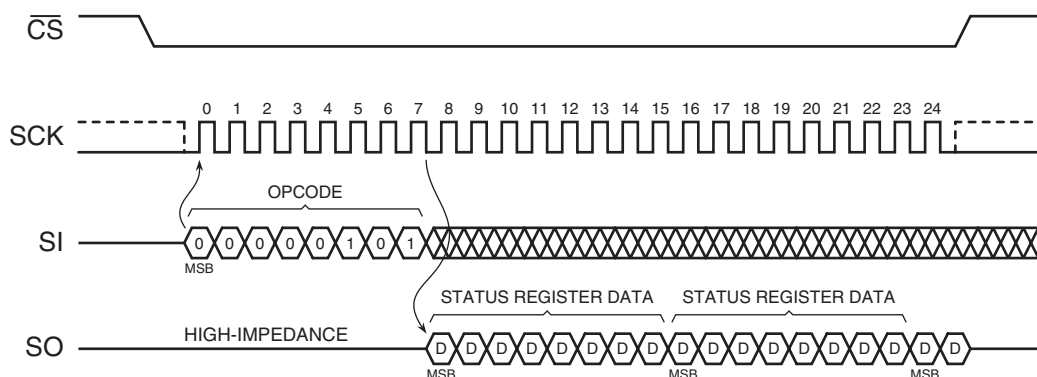 CS
0 1 2 3 4 5 6 7 8 9 10 11 12 13 14 15 16 17 18 19 20 21 22 23 24
SCK
OPCODE
SI 0 0 0 0 0 1 0 1
MSB
STATUS REGISTER DATA STATUS REGISTER DATA
HIGH-IMPEDANCE
SO D D D D D D D D D D D D D D D D D D
MSB MSB MSB